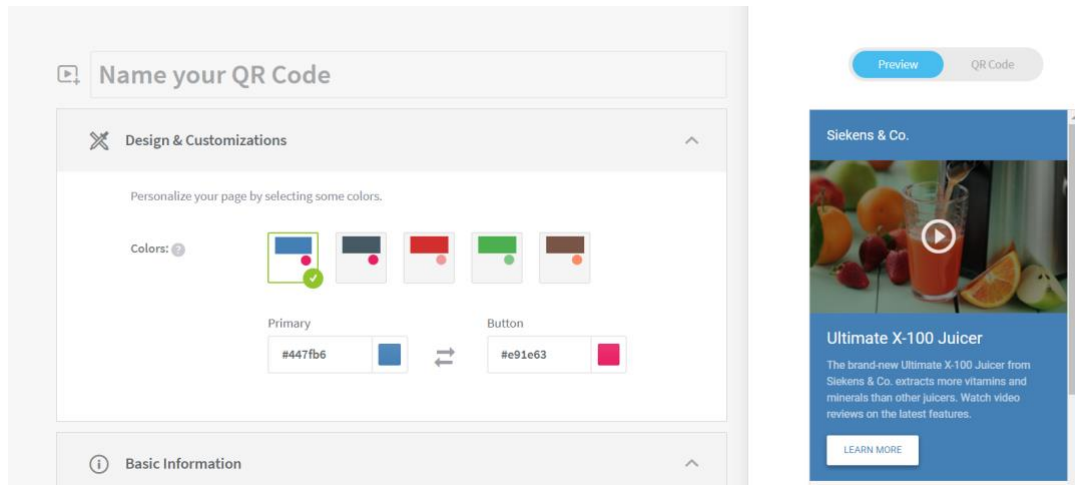 Name your QR Code
Preview
QR Code
Design & Customizations
Personalize your page by selecting some colors.
Colors: ?
Primary
Button
#447fb6
#e91e63
Basic Information
Siekens & Co.
Ultimate X-100 Juicer
The brand-new Ultimate X-100 Juicer from
Siekens & Co. extracts more vitamins and
minerals than other juicers. Watch video
reviews on the latest features.
LEARN MORE